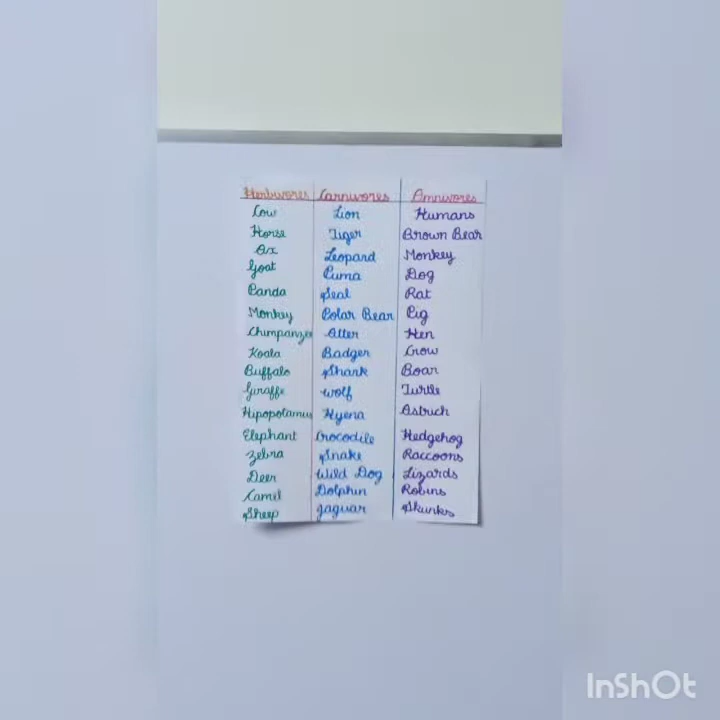 Herbivores Carnivores Omnivores
Cow Lion Humans
Horse Tiger Brown Bear
Ox Leopard Monkey
Goat Puma Dog
Panda Seal Rat
Monkey Polar Bear Pig
Chimpanzee Otter Hen
Koala Badger Crow
Buffalo Shark Boar
Giraffe Wolf Turtle
Hipopotamus Hyena Ostrich
Elephant Crocodile Hedgehog
Zebra Snake Raccoons
Deer Wild Dog Lizards
Camel Dolphin Robins
Sheep Jaguar Skunks
InShOt